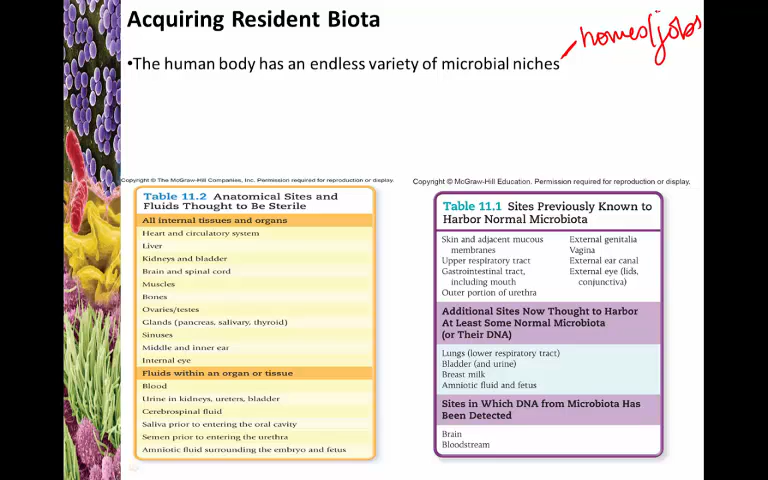 Acquiring Resident Biota
homes/jobs
•The human body has an endless variety of microbial niches
Copyright © The McGraw-Hill Companies, Inc. Permission required for reproduction or display.
Table 11.2 Anatomical Sites and
Fluids Thought to Be Sterile
All internal tissues and organs
Heart and circulatory system
Liver
Kidneys and bladder
Brain and spinal cord
Muscles
Bones
Ovaries/testes
Glands (pancreas, salivary, thyroid)
Sinuses
Middle and inner ear
Internal eye
Fluids within an organ or tissue
Blood
Urine in kidneys, ureters, bladder
Cerebrospinal fluid
Saliva prior to entering the oral cavity
Semen prior to entering the urethra
Amniotic fluid surrounding the embryo and fetus
Copyright © McGraw-Hill Education. Permission required for reproduction or display.
Table 11.1 Sites Previously Known to
Harbor Normal Microbiota
Skin and adjacent mucous
membranes
Upper respiratory tract
Gastrointestinal tract,
including mouth
Outer portion of urethra
External genitalia
Vagina
External ear canal
External eye (lids,
conjunctiva)
Additional Sites Now Thought to Harbor
At Least Some Normal Microbiota
(or Their DNA)
Lungs (lower respiratory tract)
Bladder (and urine)
Breast milk
Amniotic fluid and fetus
Sites in Which DNA from Microbiota Has
Been Detected
Brain
Bloodstream